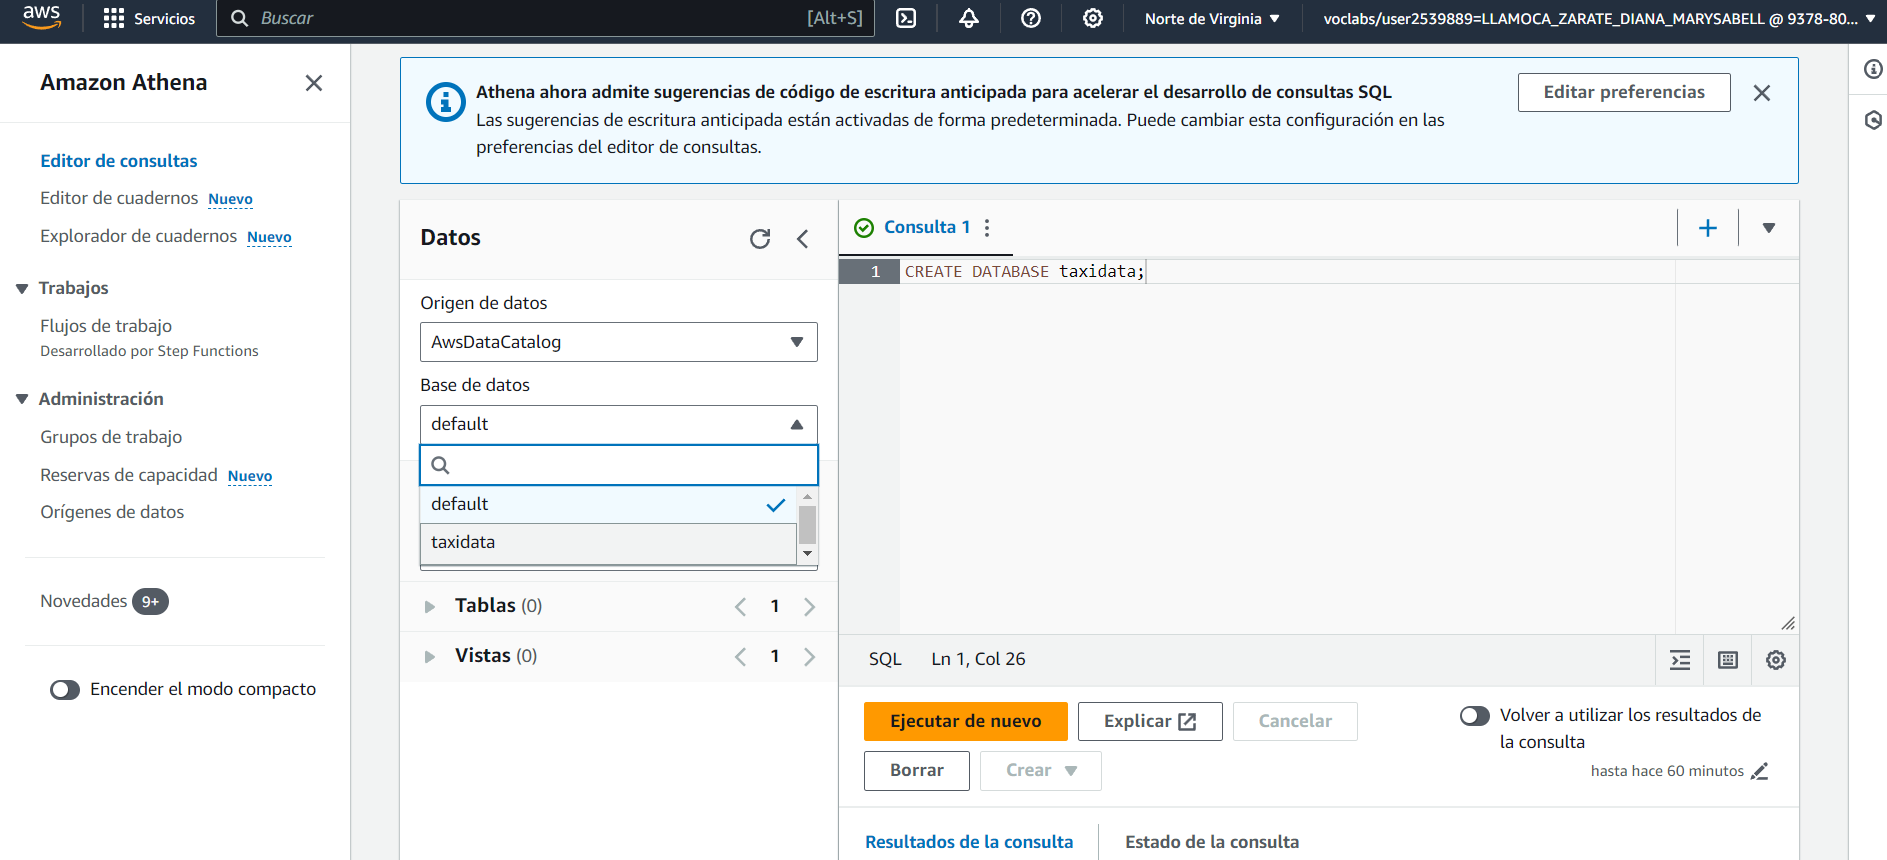 aws
Servicios
Buscar
[Alt+S]
Norte de Virginia
voclabs/user2539889=LLAMOCA_ZARATE_DIANA_MARYSABELL @ 9378-80...
Amazon Athena
Editor de consultas
Editor de cuadernos Nuevo
Explorador de cuadernos Nuevo
Trabajos
Flujos de trabajo
Desarrollado por Step Functions
Administración
Grupos de trabajo
Reservas de capacidad Nuevo
Orígenes de datos
Novedades 9+
Encender el modo compacto
Athena ahora admite sugerencias de código de escritura anticipada para acelerar el desarrollo de consultas SQL
Las sugerencias de escritura anticipada están activadas de forma predeterminada. Puede cambiar esta configuración en las
preferencias del editor de consultas.
Editar preferencias
Datos
Origen de datos
AwsDataCatalog
Base de datos
default
default
taxidata
Tablas (0)
1
Vistas (0)
1
Consulta 1
1 CREATE DATABASE taxidata;
SQL Ln 1, Col 26
Ejecutar de nuevo
Explicar
Cancelar
Borrar
Crear
Volver a utilizar los resultados de
la consulta
hasta hace 60 minutos
Resultados de la consulta
Estado de la consulta